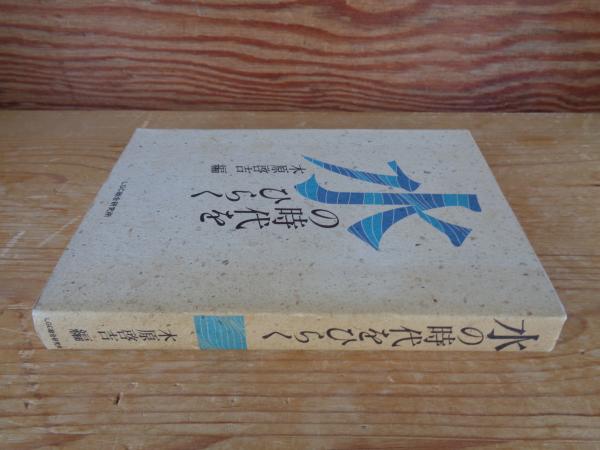 水
の時代を
ひらく
木原啓吉 編
水の時代をひらく
木原啓吉 編